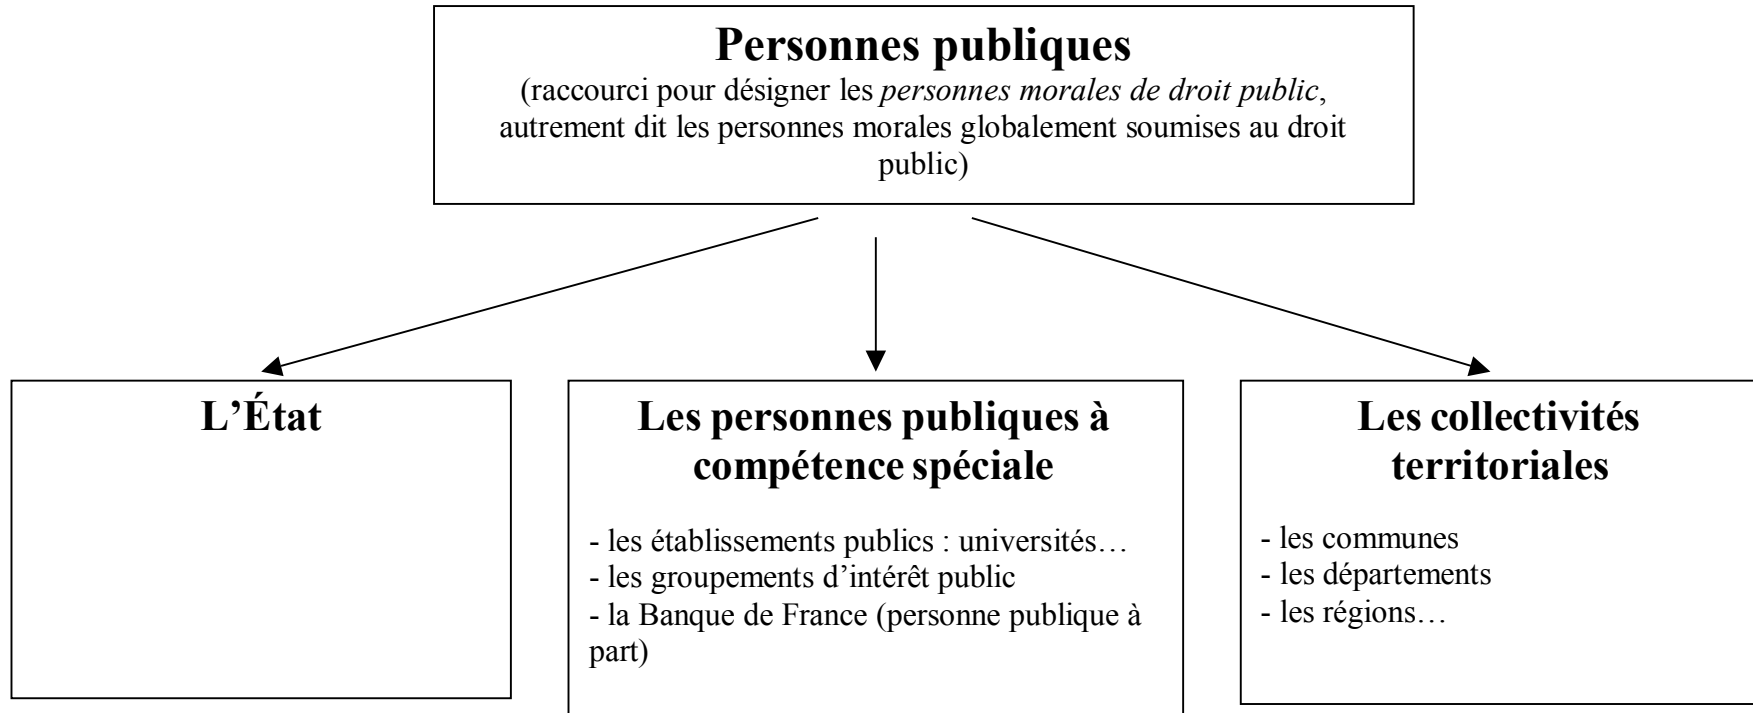 Personnes publiques
(raccourci pour désigner les personnes morales de droit public,
autrement dit les personnes morales globalement soumises au droit
public)
L’État
Les personnes publiques à
compétence spéciale
- les établissements publics : universités…
- les groupements d’intérêt public
- la Banque de France (personne publique à
part)
Les collectivités
territoriales
- les communes
- les départements
- les régions…